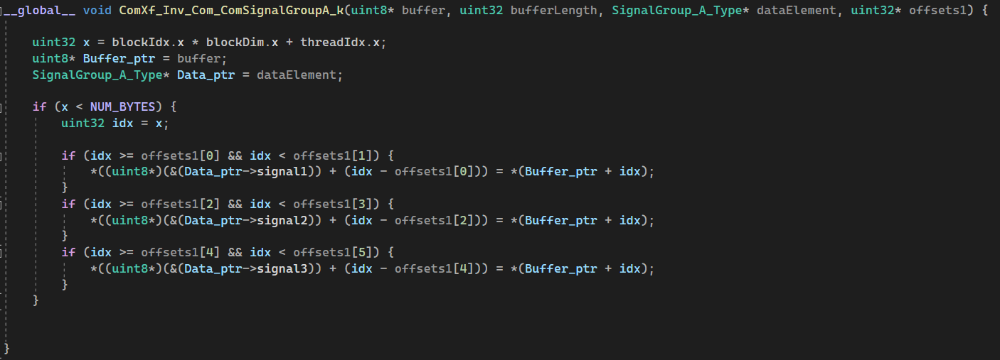 __global__ void ComXf_Inv_Com_ComSignalGroupA_k(uint8* buffer, uint32 bufferLength, SignalGroup_A_Type* dataElement, uint32* offsets1) {
uint32 x = blockIdx.x * blockDim.x + threadIdx.x;
uint8* Buffer_ptr = buffer;
SignalGroup_A_Type* Data_ptr = dataElement;
if (x < NUM_BYTES) {
uint32 idx = x;
if (idx >= offsets1[0] && idx < offsets1[1]) {
*((uint8*)(&(Data_ptr->signal1)) + (idx - offsets1[0])) = *(Buffer_ptr + idx);
}
if (idx >= offsets1[2] && idx < offsets1[3]) {
*((uint8*)(&(Data_ptr->signal2)) + (idx - offsets1[2])) = *(Buffer_ptr + idx);
}
if (idx >= offsets1[4] && idx < offsets1[5]) {
*((uint8*)(&(Data_ptr->signal3)) + (idx - offsets1[4])) = *(Buffer_ptr + idx);
}
}
}